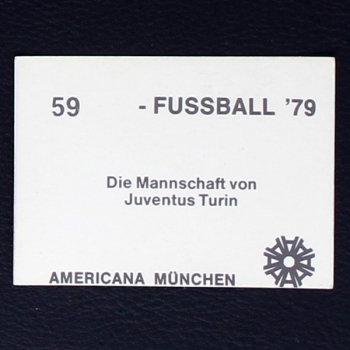 59 - FUSSBALL '79
Die Mannschaft von
Juventus Turin
AMERICANA MÜNCHEN